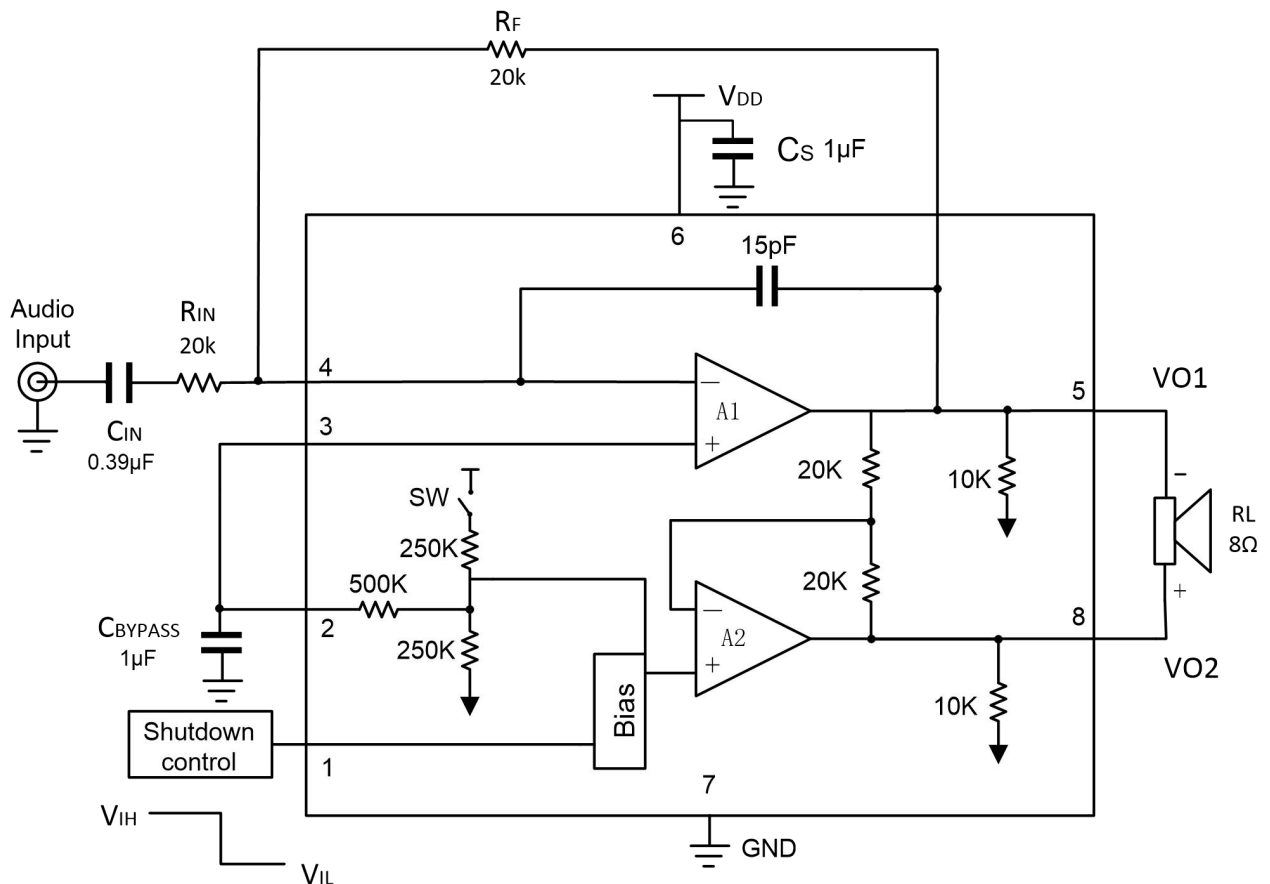 RF
20k
VDD
CS 1µF
6
15pF
Audio
Input
RIN
20k
4
A1
5
VO1
CIN
0.39µF
3
SW
20K
10K
RL
8Ω
250K
500K
20K
2
8
CBYPASS
1µF
250K
A2
VO2
Bias
10K
Shutdown
control
1
7
VIH
GND
VIL